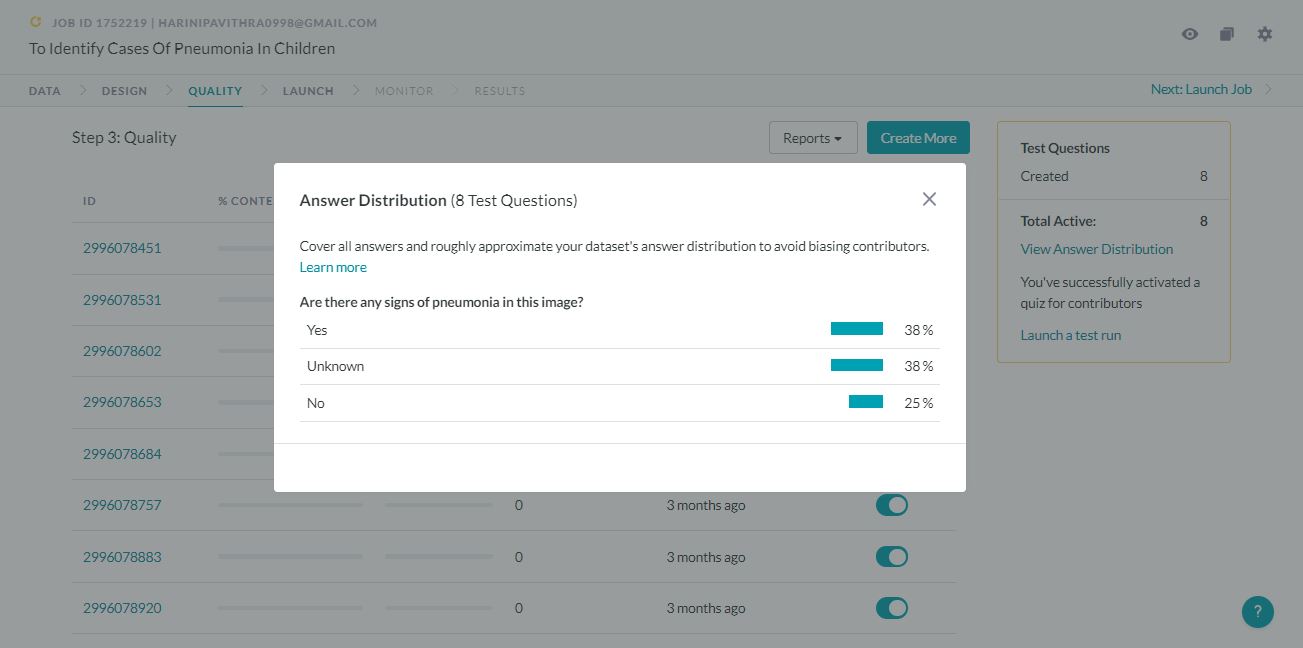 JOB ID 1752219 | HARINIPAVITHRA0998@GMAIL.COM
To Identify Cases Of Pneumonia In Children
DATA DESIGN QUALITY LAUNCH MONITOR RESULTS
Next: Launch Job
Step 3: Quality
Reports
Create More
ID % CONTE
2996078451
2996078531
2996078602
2996078653
2996078684
2996078757 0 3 months ago
2996078883 0 3 months ago
2996078920 0 3 months ago
Answer Distribution (8 Test Questions)
Cover all answers and roughly approximate your dataset's answer distribution to avoid biasing contributors.
Learn more
Are there any signs of pneumonia in this image?
Yes 38%
Unknown 38%
No 25%
Test Questions
Created 8
Total Active: 8
View Answer Distribution
You've successfully activated a
quiz for contributors
Launch a test run
?